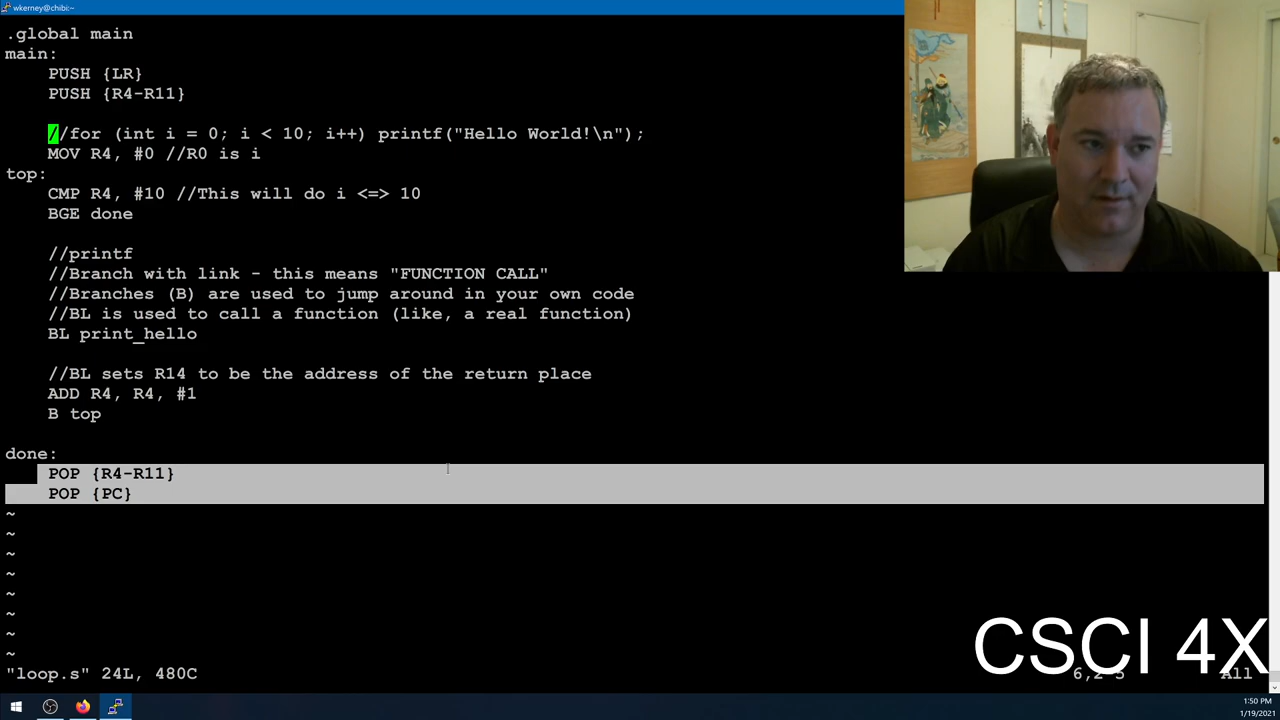 wkerney@chibi:~
.global main
main:
PUSH {LR}
PUSH {R4-R11}
//for (int i = 0; i < 10; i++) printf("Hello World!\n");
MOV R4, #0 //R0 is i
top:
CMP R4, #10 //This will do i <=> 10
BGE done
//printf
//Branch with link - this means "FUNCTION CALL"
//Branches (B) are used to jump around in your own code
//BL is used to call a function (like, a real function)
BL print_hello
//BL sets R14 to be the address of the return place
ADD R4, R4, #1
B top
done:
POP {R4-R11}
POP {PC}
~
~
~
~
~
~
~
~
"loop.s" 24L, 480C
All
CSCI 4X
1:50 PM
1/19/2021